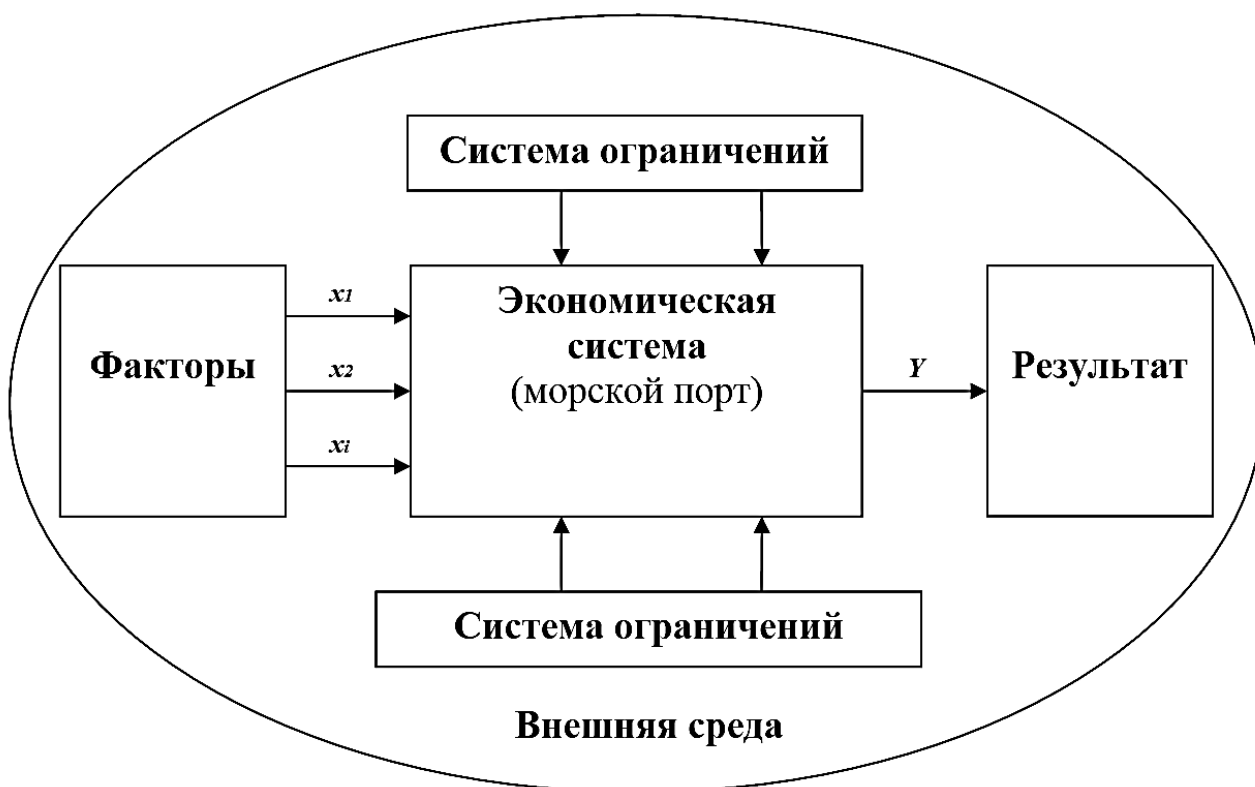 Система ограничений
Факторы
x1
x2
xi
Экономическая
система
(морской порт)
Y
Результат
Система ограничений
Внешняя среда